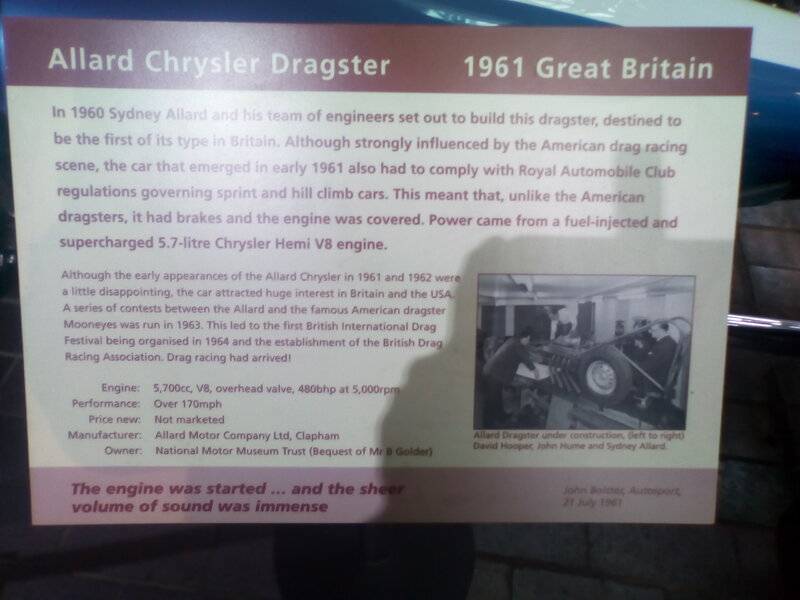 Allard Chrysler Dragster 1961 Great Britain
In 1960 Sydney Allard and his team of engineers set out to build this dragster, destined to
be the first of its type in Britain. Although strongly influenced by the American drag racing
scene, the car that emerged in early 1961 also had to comply with Royal Automobile Club
regulations governing sprint and hill climb cars. This meant that, unlike the American
dragsters, it had brakes and the engine was covered. Power came from a fuel-injected and
supercharged 5.7-litre Chrysler Hemi V8 engine.
Although the early appearances of the Allard Chrysler in 1961 and 1962 were
a little disappointing, the car attracted huge interest in Britain and the USA.
A series of contests between the Allard and the famous American dragster
Mooneyes was run in 1963. This led to the first British International Drag
Festival being organised in 1964 and the establishment of the British Drag
Racing Association. Drag racing had arrived!
Engine: 5,700cc, V8, overhead valve, 480bhp at 5,000rpm
Performance: Over 170mph
Price new: Not marketed
Manufacturer: Allard Motor Company Ltd, Clapham
Owner: National Motor Museum Trust (Bequest of Mr B Golder)
Allard Dragster under construction, (left to right)
David Hooper, John Hume and Sydney Allard.
The engine was started ... and the sheer
volume of sound was immense
John Bolster, Autosport,
21 July 1961